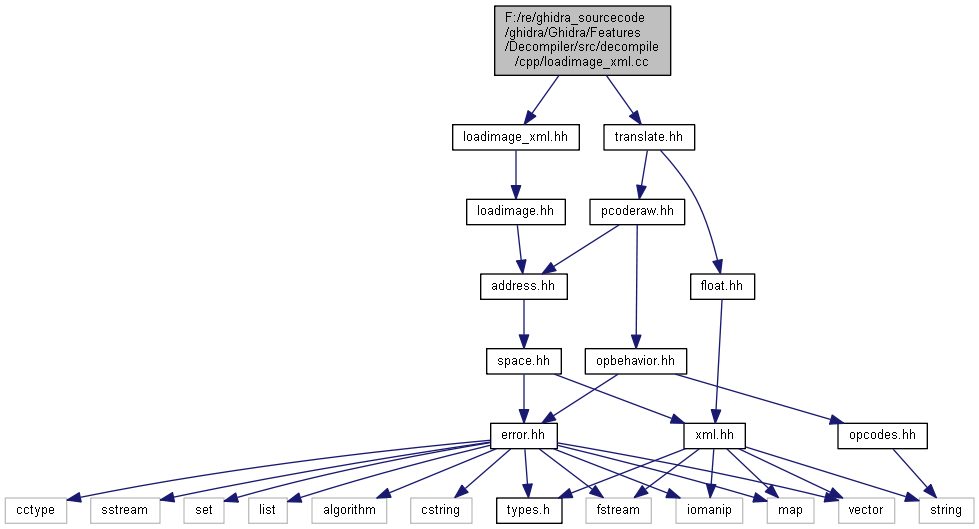 F:/re/ghidra_sourcecode
/ghidra/Ghidra/Features
/Decompiler/src/decompile
/cpp/loadimage_xml.cc
loadimage_xml.hh
translate.hh
loadimage.hh
pcoderaw.hh
address.hh
float.hh
space.hh
opbehavior.hh
error.hh
xml.hh
opcodes.hh
cctype
sstream
set
list
algorithm
cstring
types.h
fstream
iomanip
map
vector
string